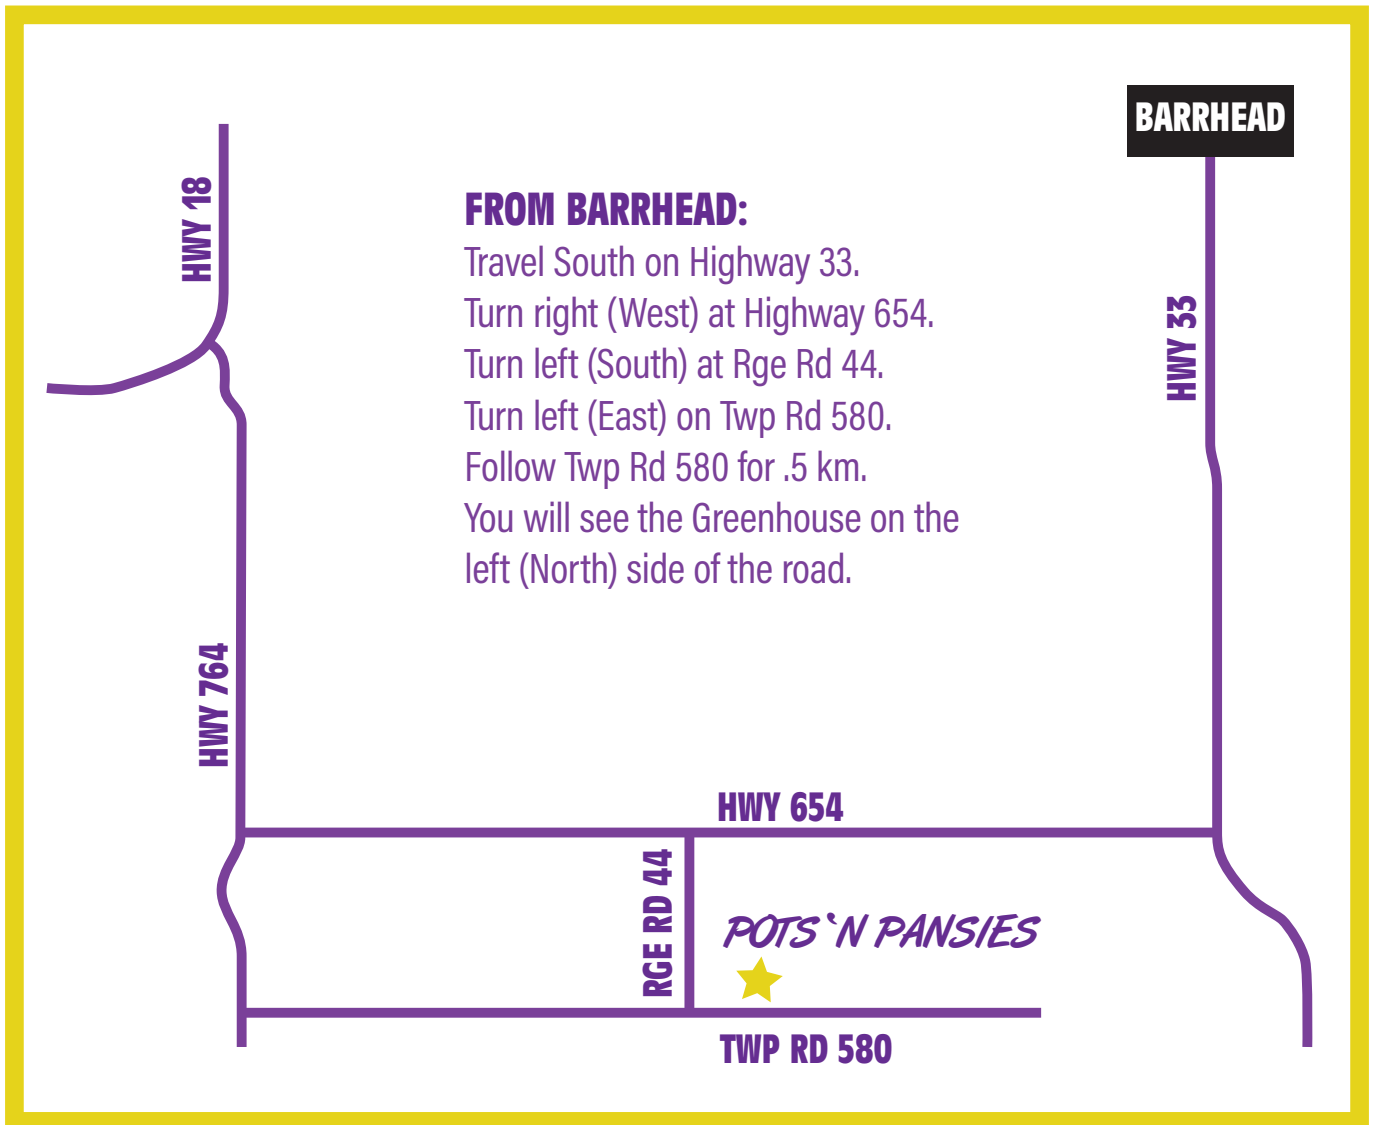 BARRHEAD
HWY 18
FROM BARRHEAD:
Travel South on Highway 33.
Turn right (West) at Highway 654.
Turn left (South) at Rge Rd 44.
Turn left (East) on Twp Rd 580.
Follow Twp Rd 580 for .5 km.
You will see the Greenhouse on the
left (North) side of the road.
HWY 33
HWY 764
HWY 654
RGE RD 44
POTS `N PANSIES
TWP RD 580